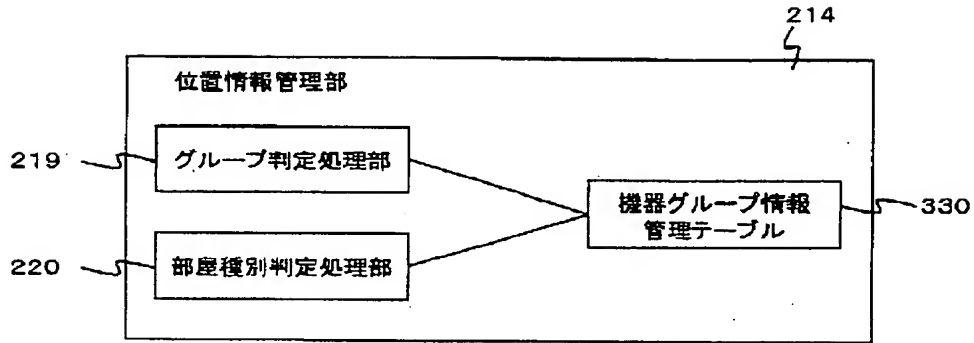 214
位置情報管理部
219
グループ判定処理部
機器グループ情報
管理テーブル
330
220
部屋種別判定処理部